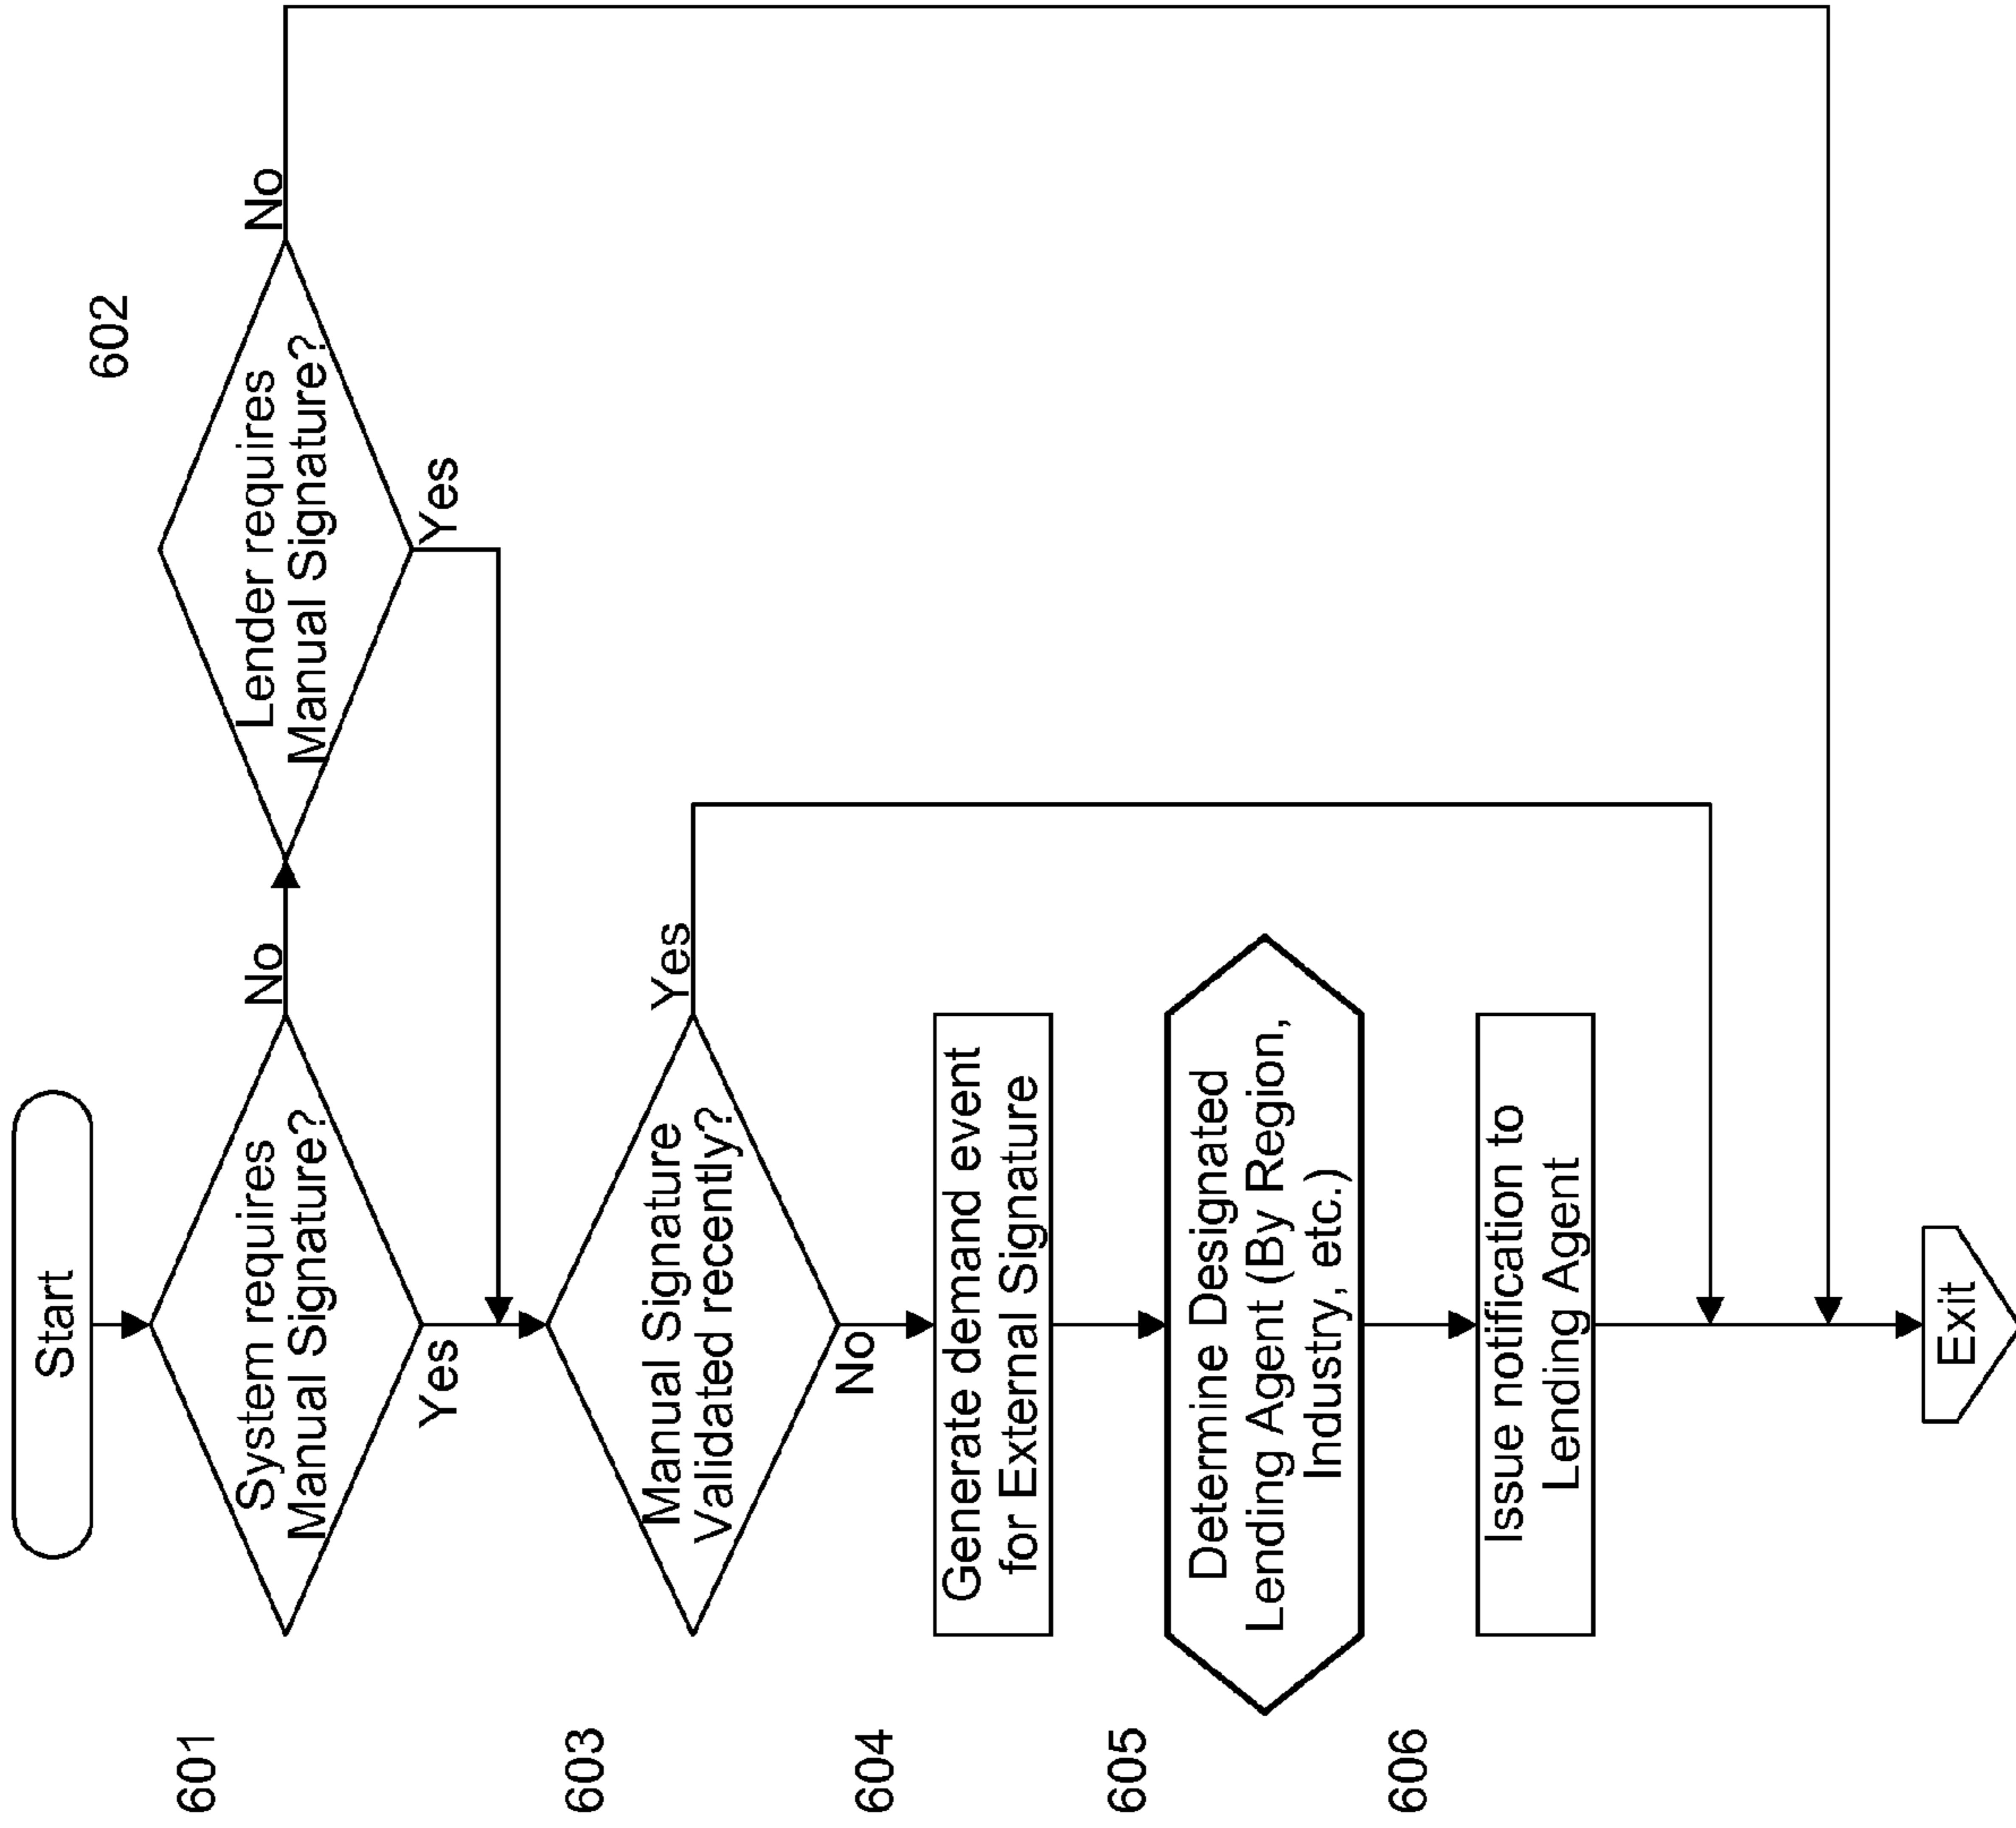 Start
601
System requires
Manual Signature?
No
Yes
602
Lender requires
Manual Signature?
No
Yes
603
Manual Signature
Validated recently?
Yes
No
604
Generate demand event
for External Signature
605
Determine Designated
Lending Agent (By Region,
Industry, etc.)
606
Issue notification to
Lending Agent
Exit